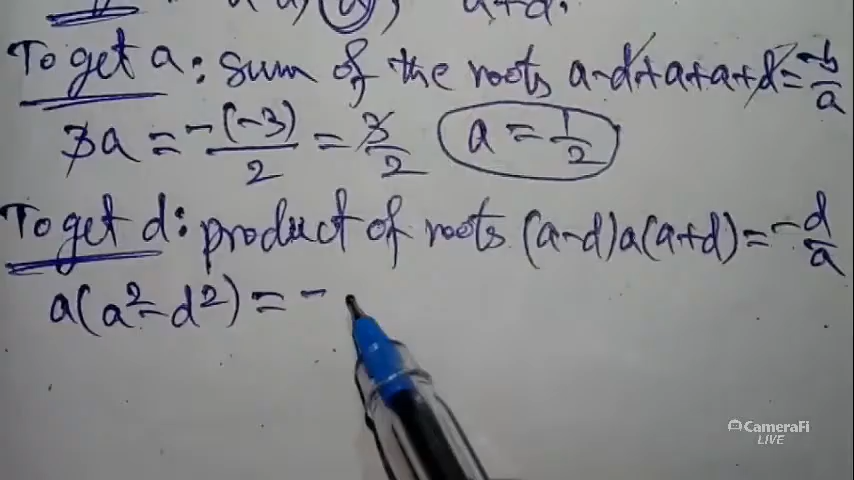 a+d.
To get a: sum of the roots a-d+a+a+d=-b/a
3a = -(-3)/2 = 3/2 a = 1/2
To get d: product of roots (a-d)a(a+d)=-d/a
a(a²-d²) = -
CameraFi
LIVE